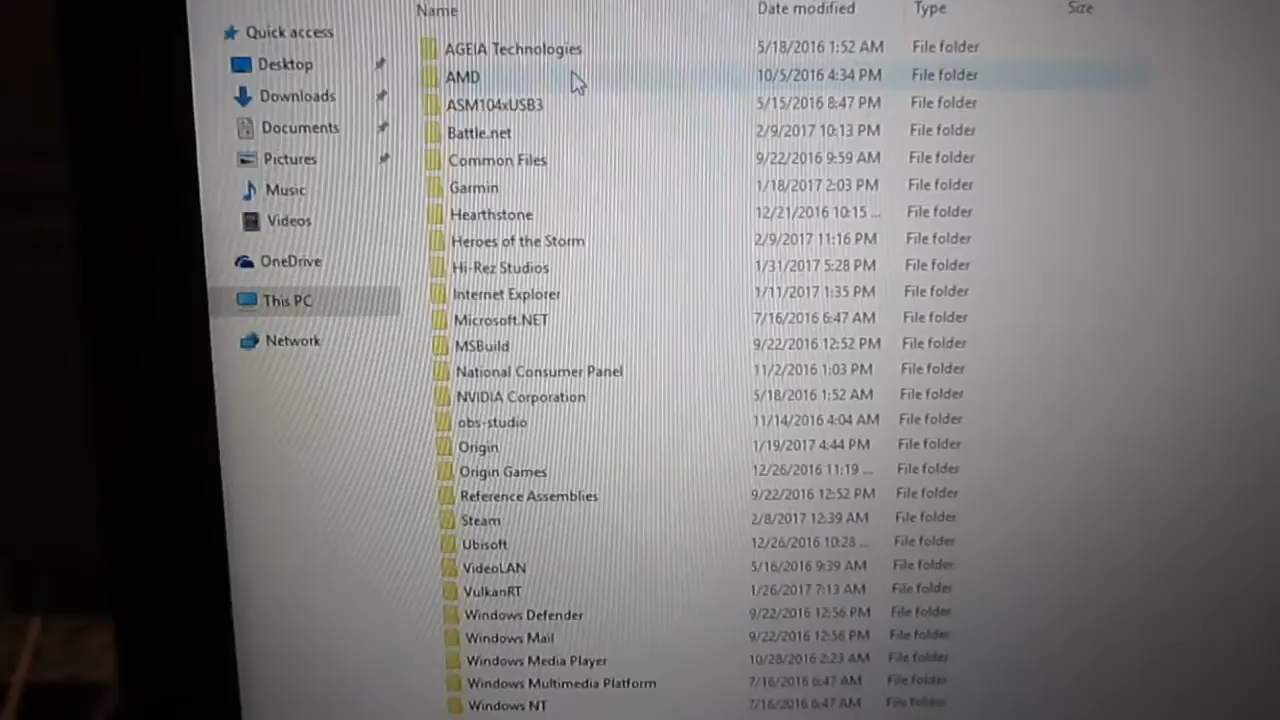 Name Date modified Type Size
Quick access
AGEIA Technologies 5/18/2016 1:52 AM File folder
Desktop
AMD 10/5/2016 4:34 PM File folder
Downloads
ASM104xUSB3 5/15/2016 8:47 PM File folder
Documents
Battle.net 2/9/2017 10:13 PM File folder
Pictures
Common Files 9/22/2016 9:59 AM File folder
Music
Garmin 1/18/2017 2:03 PM File folder
Videos
Hearthstone 12/21/2016 10:15 ... File folder
Heroes of the Storm 2/9/2017 11:16 PM File folder
OneDrive
Hi-Rez Studios 1/31/2017 5:28 PM File folder
This PC
Internet Explorer 1/11/2017 1:35 PM File folder
Microsoft.NET 7/16/2016 6:47 AM File folder
Network
MSBuild 9/22/2016 12:52 PM File folder
National Consumer Panel 11/2/2016 1:03 PM File folder
NVIDIA Corporation 5/18/2016 1:52 AM File folder
obs-studio 11/14/2016 4:04 AM File folder
Origin 1/19/2017 4:44 PM File folder
Origin Games 12/26/2016 11:19 ... File folder
Reference Assemblies 9/22/2016 12:52 PM File folder
Steam 2/8/2017 12:39 AM File folder
Ubisoft 12/26/2016 10:28 ... File folder
VideoLAN 5/16/2016 9:39 AM File folder
VulkanRT 1/26/2017 7:13 AM File folder
Windows Defender 9/22/2016 12:56 PM File folder
Windows Mail 9/22/2016 12:56 PM File folder
Windows Media Player 10/28/2016 2:23 AM File folder
Windows Multimedia Platform 7/16/2016 6:47 AM File folder
Windows NT 7/16/2016 6:47 AM File folder